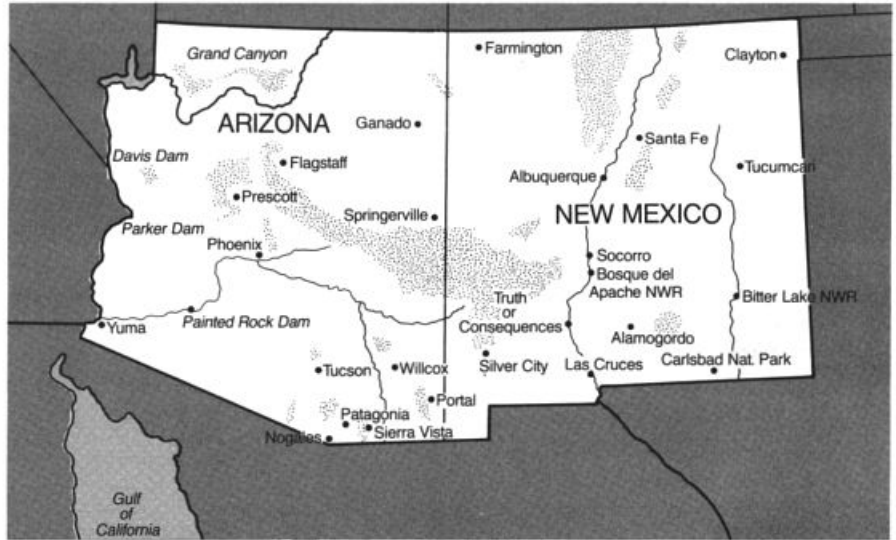 Farmington
Grand Canyon
Clayton
ARIZONA
Ganado
Santa Fe
Flagstaff
Davis Dam
Tucumcari
Albuquerque
Prescott
Springerville
NEW MEXICO
Parker Dam
Phoenix
Socorro
Bosque del
Apache NWR
Truth
or
Consequences
Bitter Lake NWR
Painted Rock Dam
Yuma
Alamogordo
Silver City
Las Cruces
Carlsbad Nat. Park
Tucson
Willcox
Portal
Patagonia
Sierra Vista
Nogales
Gulf
of
California